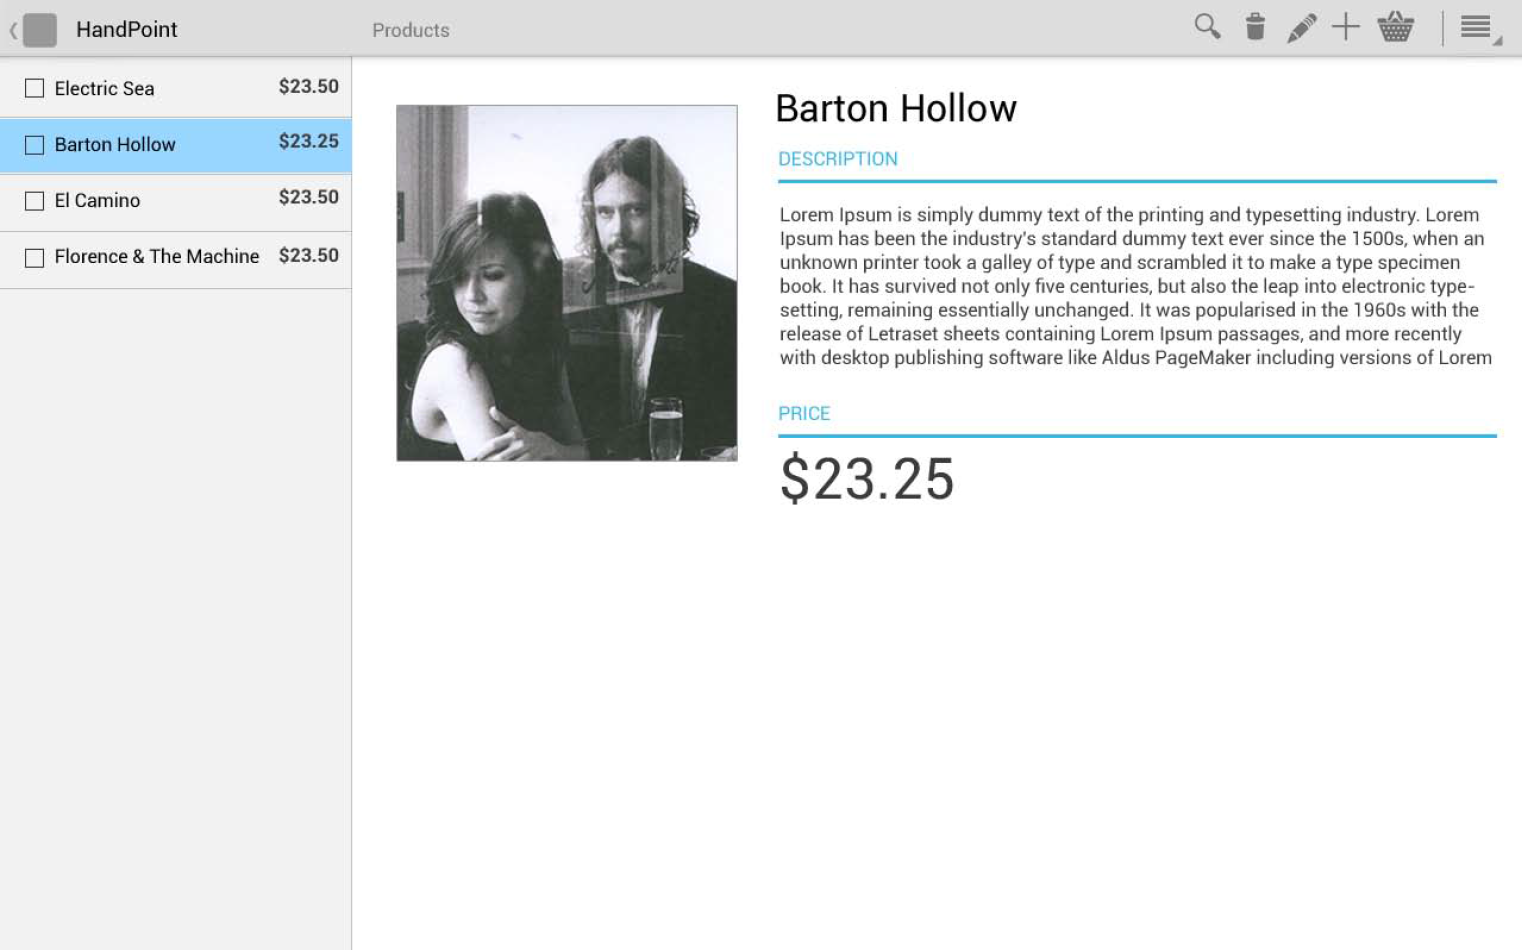 HandPoint
Products
Electric Sea $23.50
Barton Hollow $23.25
El Camino $23.50
Florence & The Machine $23.50
Barton Hollow
DESCRIPTION
Lorem Ipsum is simply dummy text of the printing and typesetting industry. Lorem
Ipsum has been the industry's standard dummy text ever since the 1500s, when an
unknown printer took a galley of type and scrambled it to make a type specimen
book. It has survived not only five centuries, but also the leap into electronic type-
setting, remaining essentially unchanged. It was popularised in the 1960s with the
release of Letraset sheets containing Lorem Ipsum passages, and more recently
with desktop publishing software like Aldus PageMaker including versions of Lorem
PRICE
$23.25